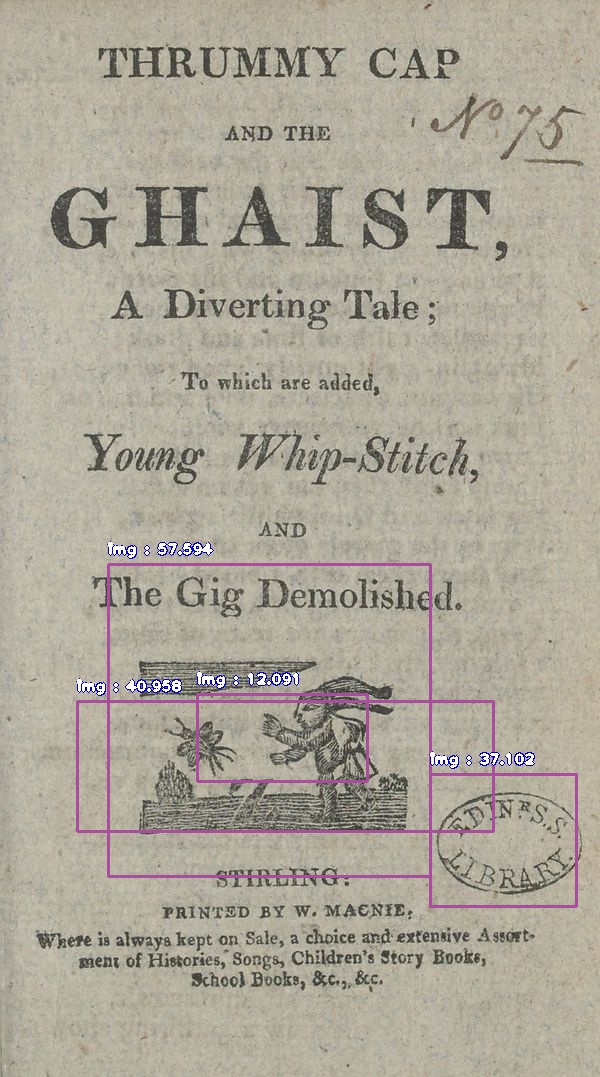 THRUMMY CAP
No. 75
AND THE
GHAIST,
A Diverting Tale;
To which are added,
Young Whip-Stitch,
AND
img : 57.594
The Gig Demolished.
img : 12.091
img : 40.958
img : 37.102
EDINR. S.S.
LIBRARY.
STIRLING:
PRINTED BY W. MACNIE,
Where is always kept on Sale, a choice and extensive Assort-
ment of Histories, Songs, Children's Story Books,
School Books, &c., &c.